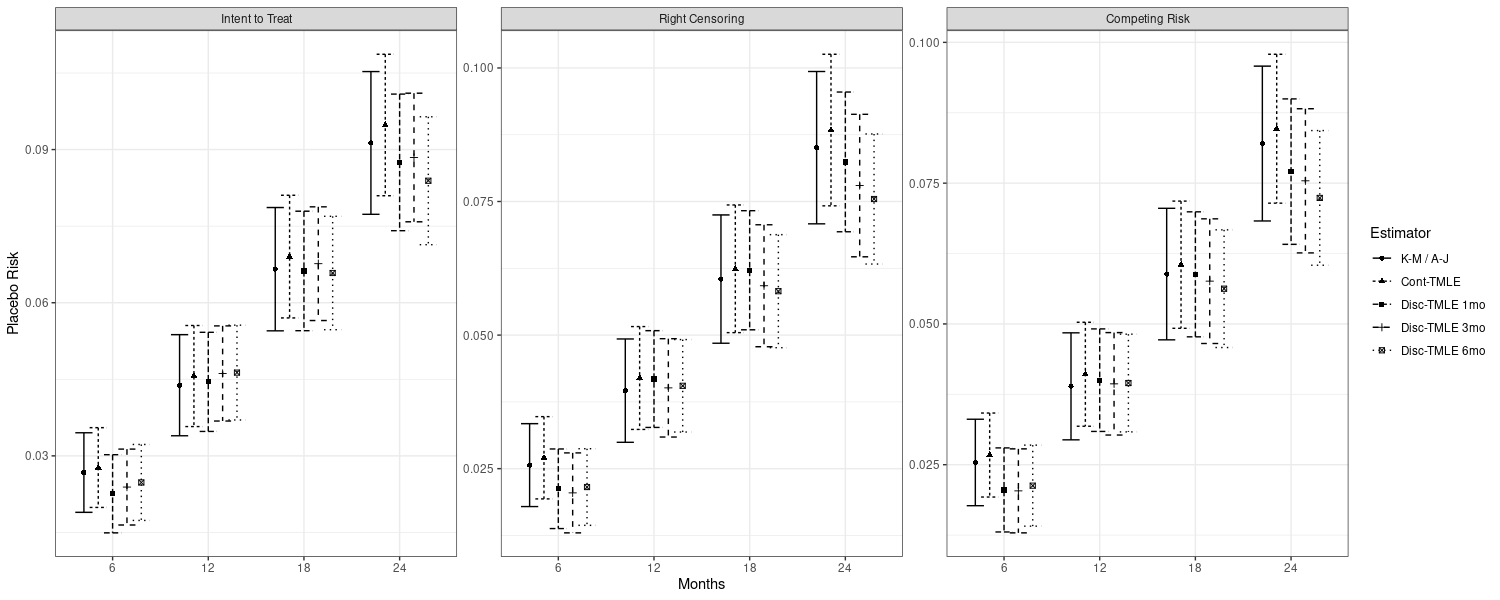 Intent to Treat
Right Censoring
Competing Risk
Placebo Risk
0.09
0.06
0.03
0.100
0.075
0.050
0.025
0.100
0.075
0.050
0.025
6 12 18 24
6 12 18 24
6 12 18 24
Months
Estimator
K-M / A-J
Cont-TMLE
Disc-TMLE 1mo
Disc-TMLE 3mo
Disc-TMLE 6mo